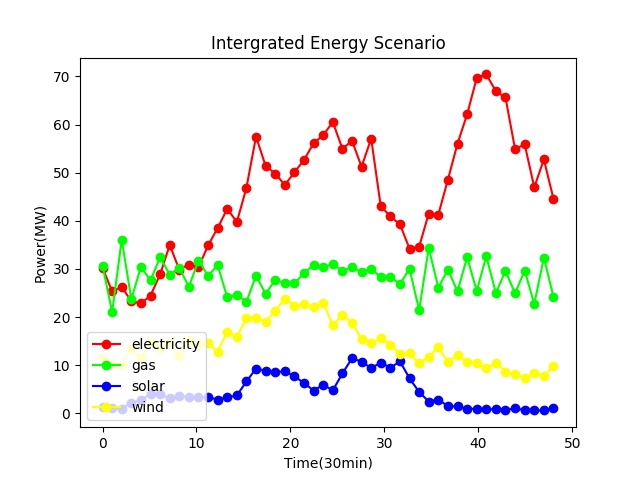 Intergrated Energy Scenario
Power(MW)
70
60
50
40
30
20
10
0
electricity
gas
solar
wind
0 10 20 30 40 50
Time(30min)